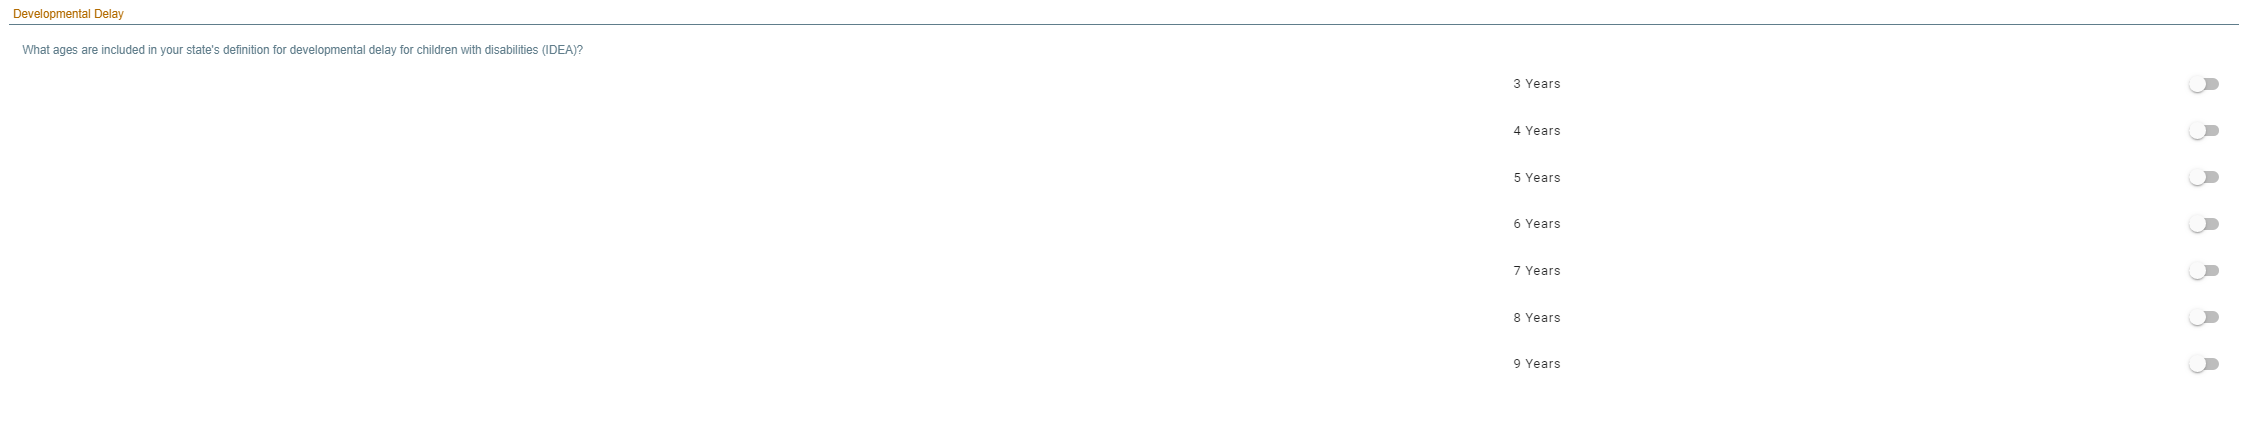 Developmental Delay
What ages are included in your state's definition for developmental delay for children with disabilities (IDEA)?
3 Years
4 Years
5 Years
6 Years
7 Years
8 Years
9 Years